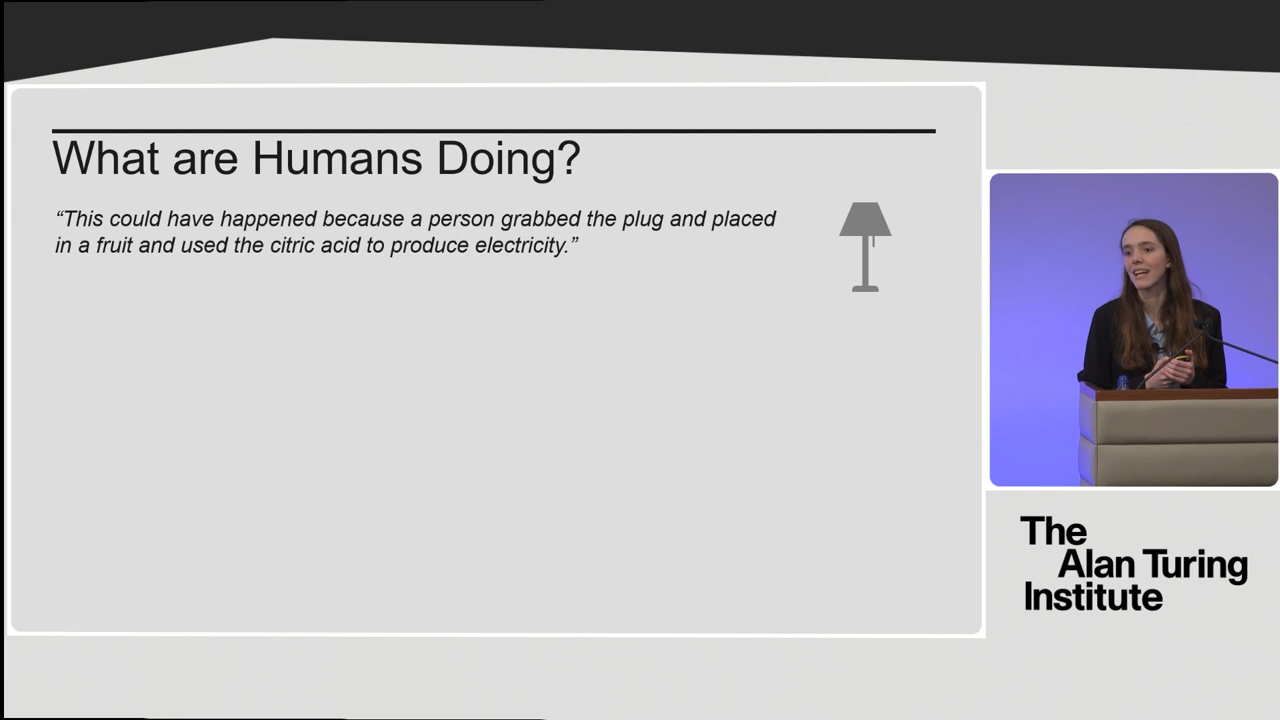 What are Humans Doing?
“This could have happened because a person grabbed the plug and placed
in a fruit and used the citric acid to produce electricity.”
The
Alan Turing
Institute